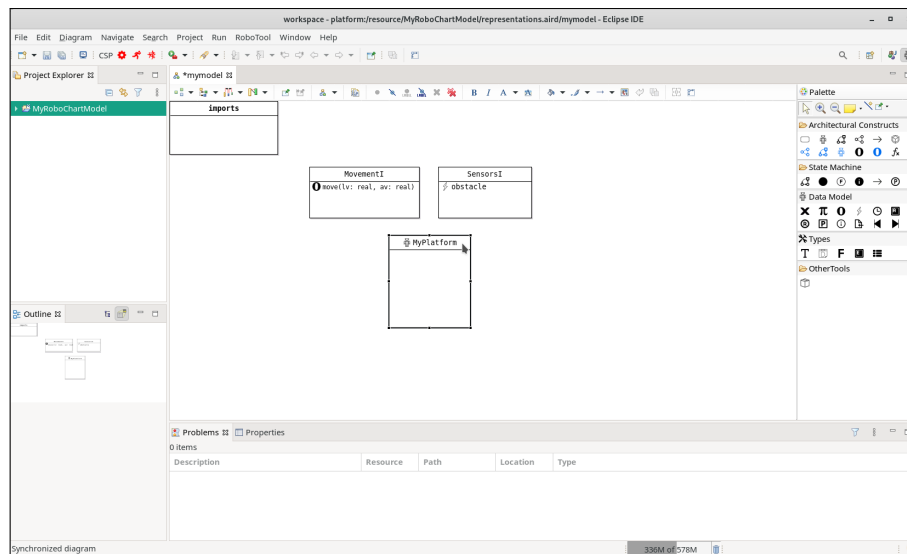 workspace - platform:/resource/MyRoboChartModel/representations.aird/mymodel - Eclipse IDE
File Edit Diagram Navigate Search Project Run RoboTool Window Help
CSP
Project Explorer
*mymodel
B I A
Palette
MyRoboChartModel
imports
Architectural Constructs
MovementI
SensorsI
move(lv: real, av: real)
obstacle
State Machine
MyPlatform
Data Model
Types
T F
OtherTools
Outline
Problems Properties
0 items
Description Resource Path Location Type
Synchronized diagram
336M of 578M